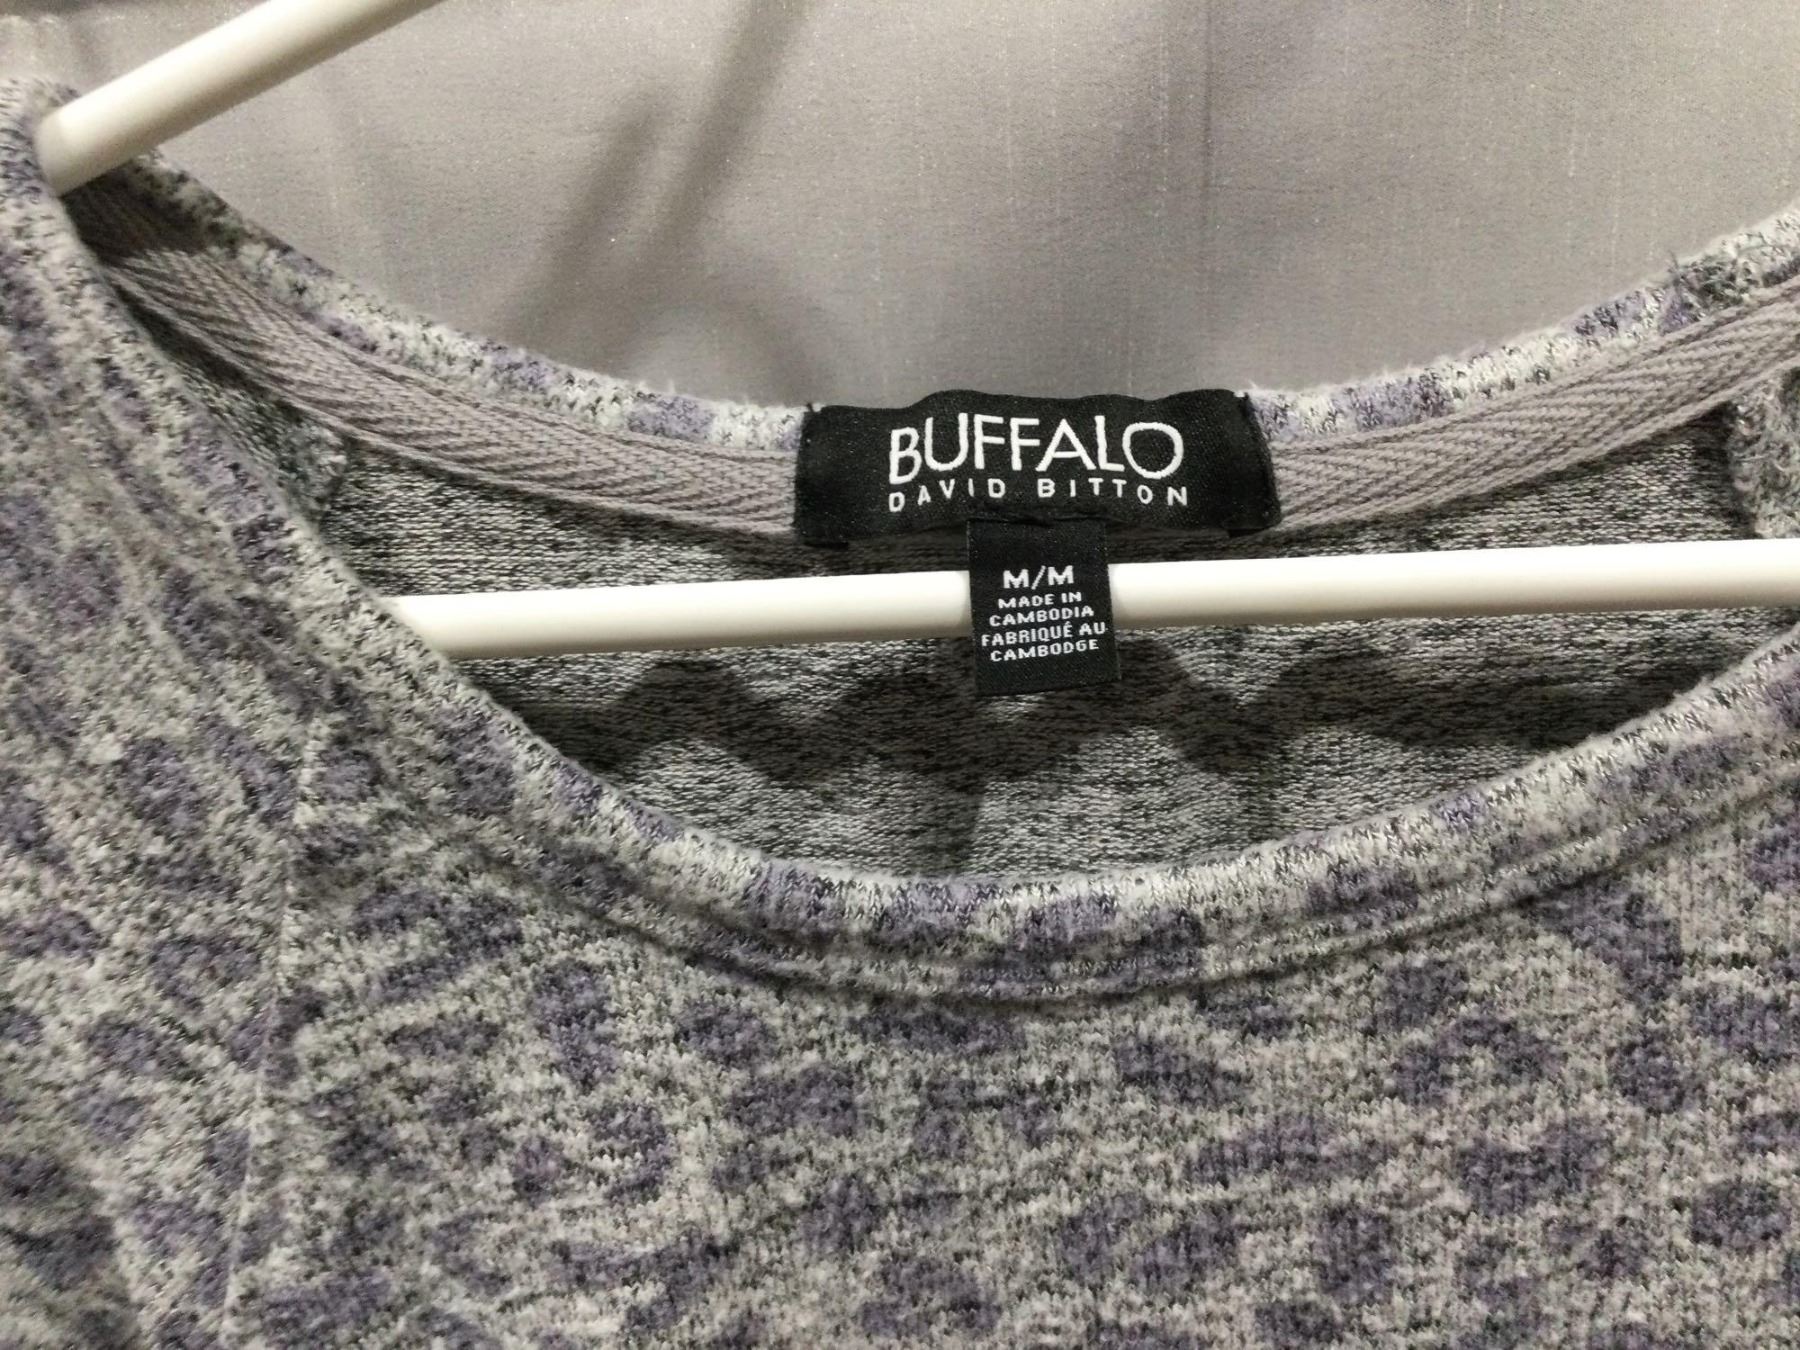 BUFFALO
DAVID BITTON
M/M
MADE IN
CAMBODIA
FABRIQUÉ AU
CAMBODGE